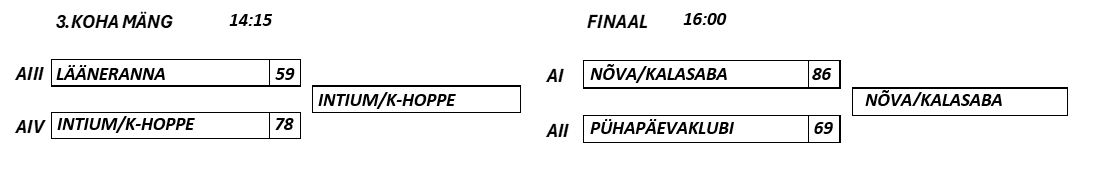 3.KOHA MÄNG 14:15
AIII LÄÄNERANNA 59
INTIUM/K-HOPPE
AIV INTIUM/K-HOPPE 78
FINAAL 16:00
AI NÕVA/KALASABA 86
NÕVA/KALASABA
AII PÜHAPÄEVAKLUBI 69